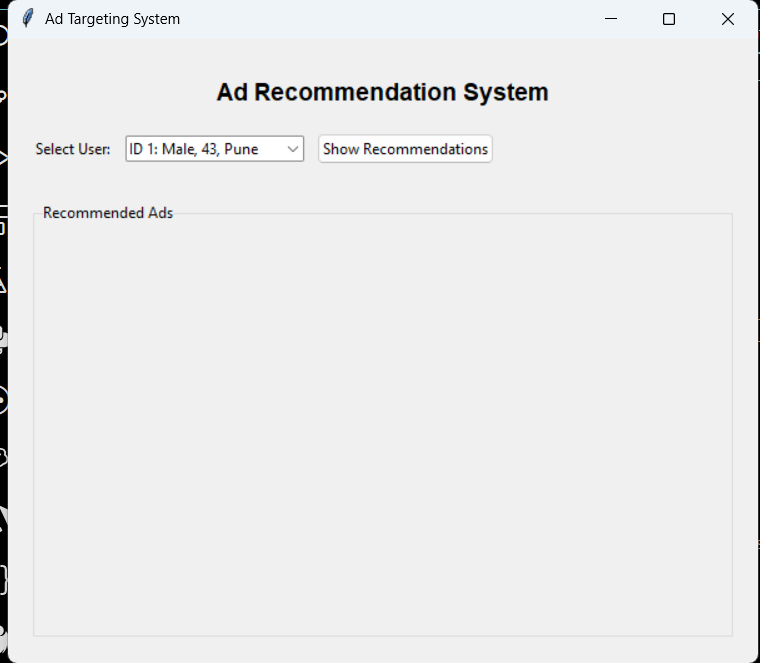 Ad Targeting System
Ad Recommendation System
Select User: ID 1: Male, 43, Pune Show Recommendations
Recommended Ads